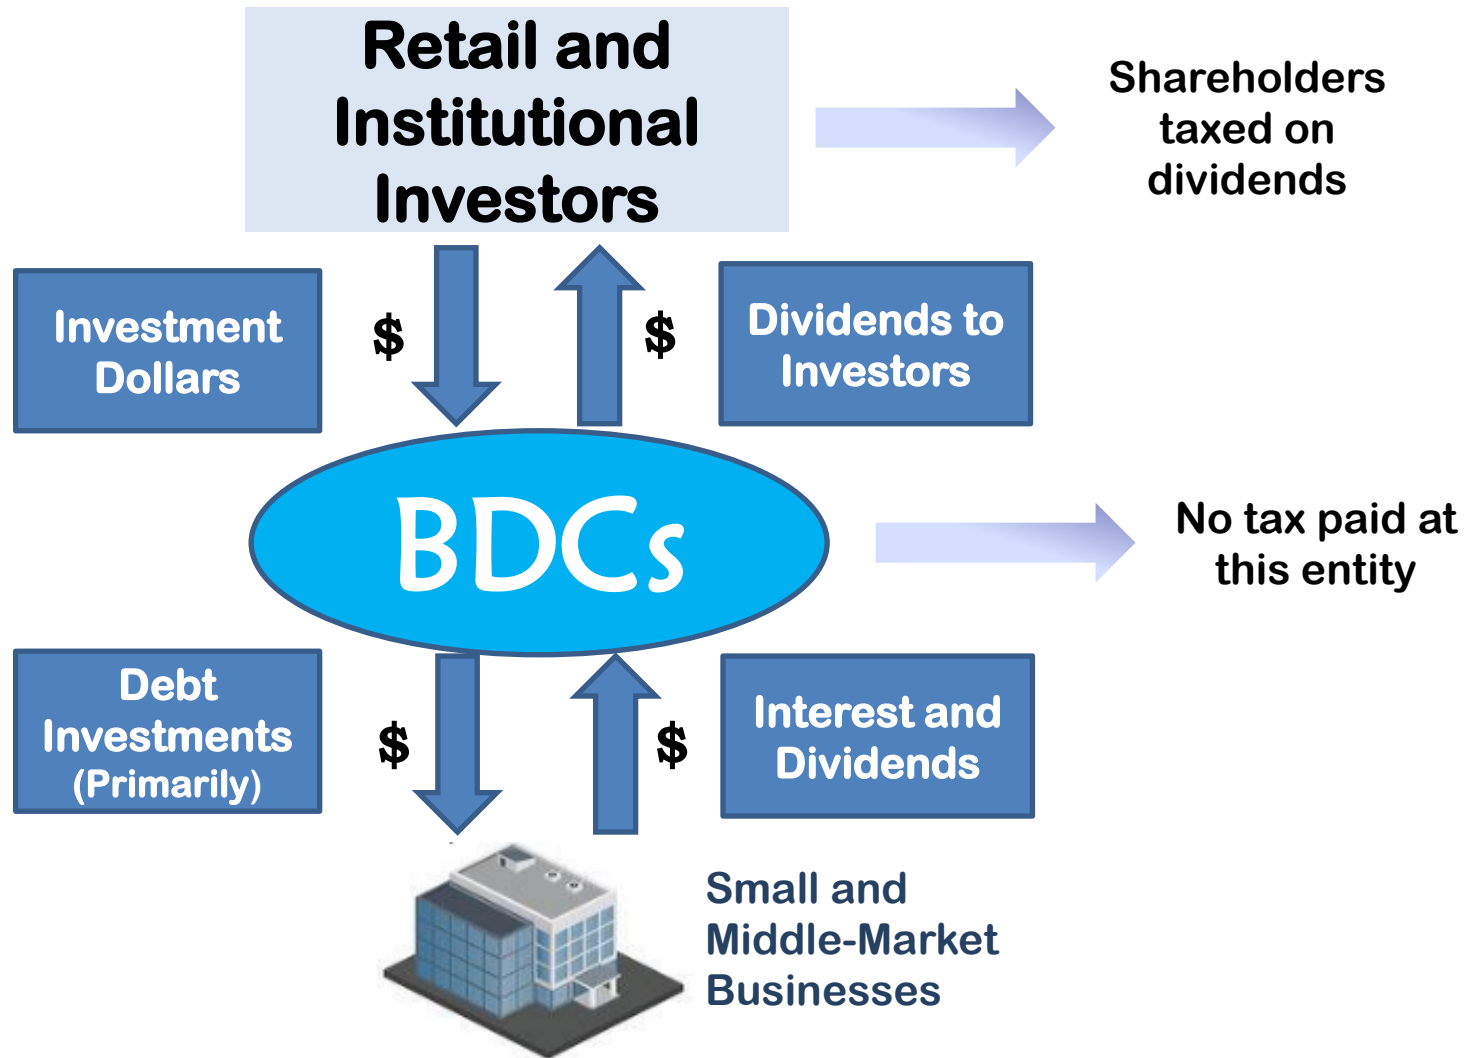 Retail and
Institutional
Investors
Shareholders
taxed on
dividends
Investment
Dollars
$
$
Dividends to
Investors
BDCs
No tax paid at
this entity
Debt
Investments
(Primarily)
$
$
Interest and
Dividends
Small and
Middle-Market
Businesses